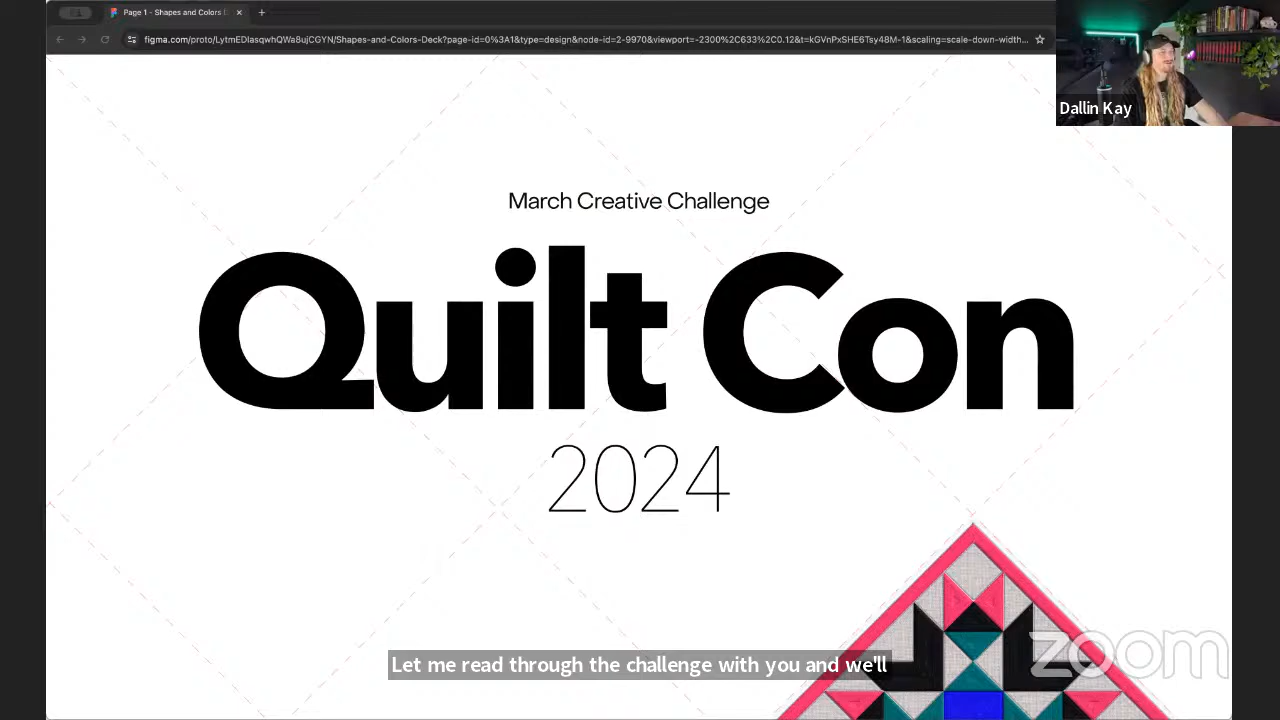 Page 1 - Shapes and Colors D
figma.com/proto/LytmEDIasqwhQWa8ujCGYN/Shapes-and-Colors-Deck?page-id=0%3A1&type=design&node-id=2-9970&viewport=-2300%2C633%2C0.12&t=kGVnPxSHE6Tsy48M-1&scaling=scale-down-width...
Dallin Kay
March Creative Challenge
Quilt Con
2024
Let me read through the challenge with you and we'll
zoom